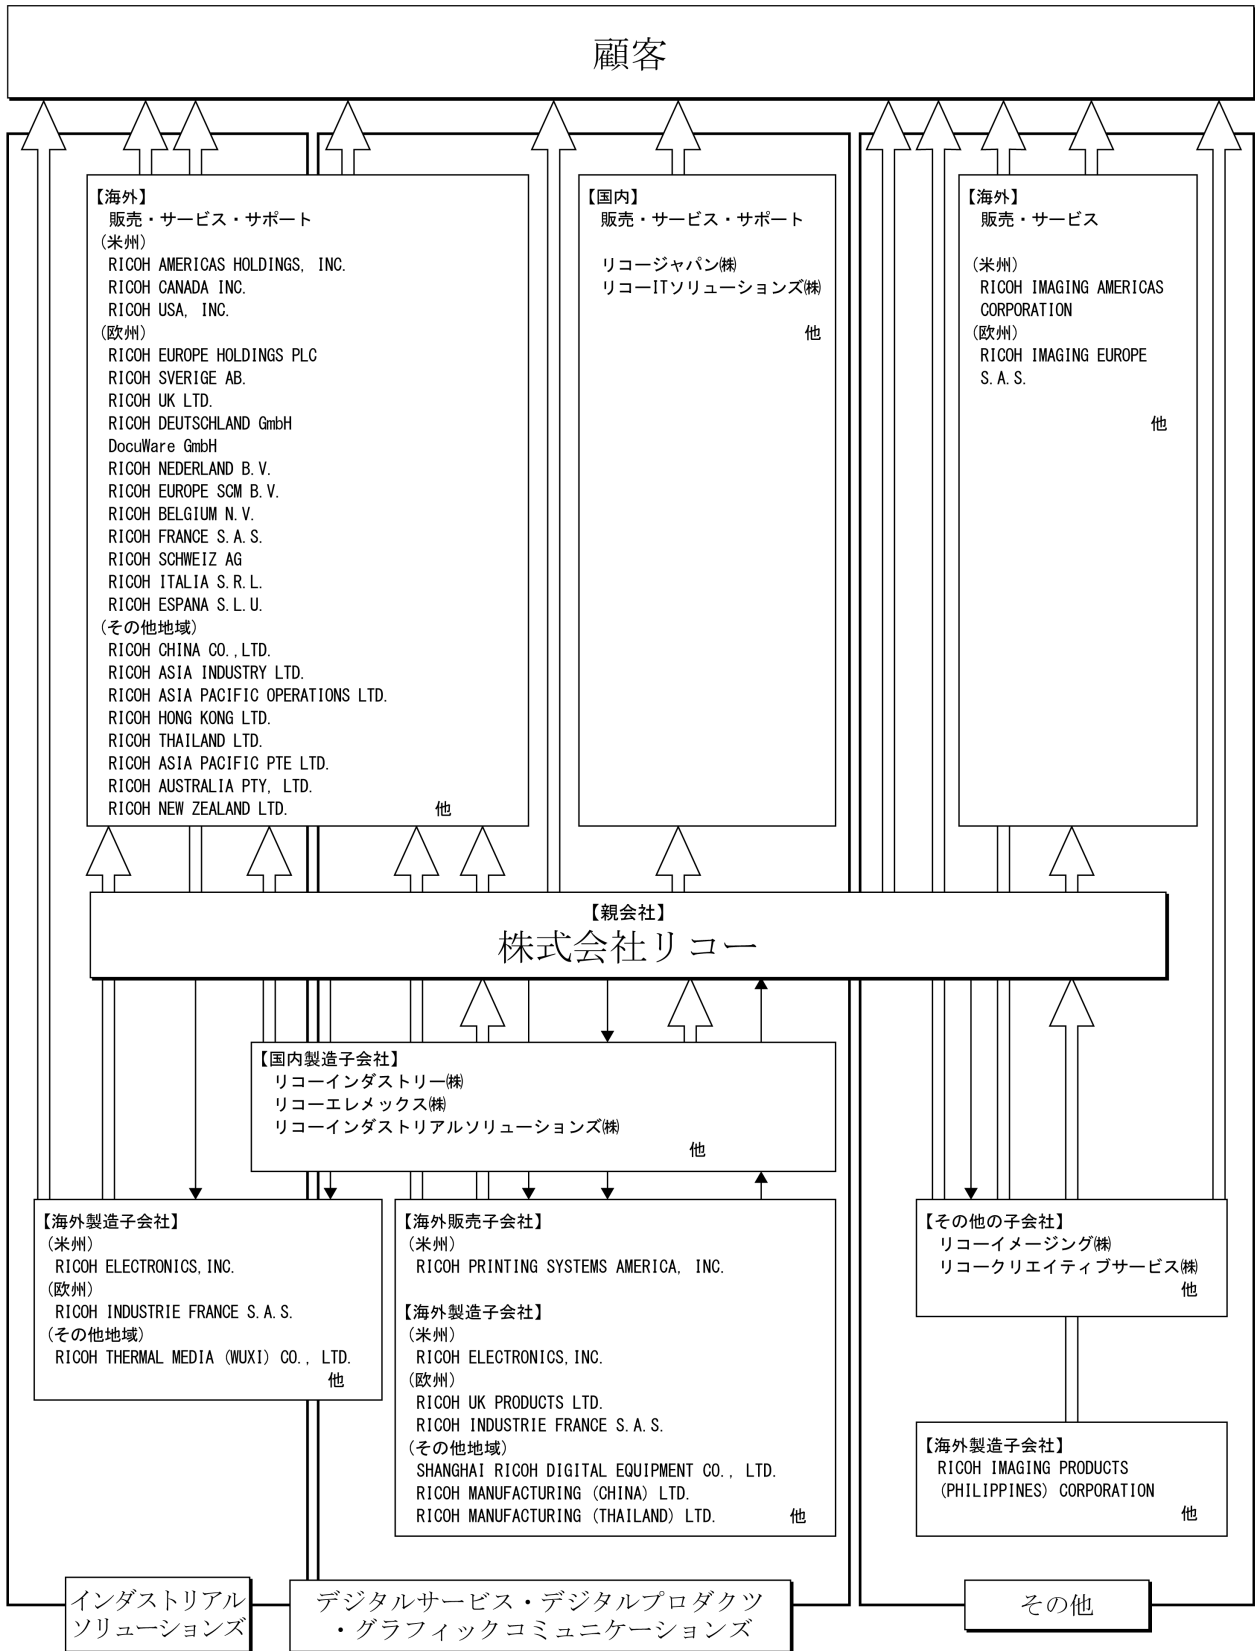 顧客
【海外】
販売・サービス・サポート
(米州)
RICOH AMERICAS HOLDINGS, INC.
RICOH CANADA INC.
RICOH USA, INC.
(欧州)
RICOH EUROPE HOLDINGS PLC
RICOH SVERIGE AB.
RICOH UK LTD.
RICOH DEUTSCHLAND GmbH
DocuWare GmbH
RICOH NEDERLAND B.V.
RICOH EUROPE SCM B.V.
RICOH BELGIUM N.V.
RICOH FRANCE S.A.S.
RICOH SCHWEIZ AG
RICOH ITALIA S.R.L.
RICOH ESPANA S.L.U.
(その他地域)
RICOH CHINA CO.,LTD.
RICOH ASIA INDUSTRY LTD.
RICOH ASIA PACIFIC OPERATIONS LTD.
RICOH HONG KONG LTD.
RICOH THAILAND LTD.
RICOH ASIA PACIFIC PTE LTD.
RICOH AUSTRALIA PTY, LTD.
RICOH NEW ZEALAND LTD. 他
【国内】
販売・サービス・サポート
リコージャパン㈱
リコーITソリューションズ㈱
他
【海外】
販売・サービス
(米州)
RICOH IMAGING AMERICAS
CORPORATION
(欧州)
RICOH IMAGING EUROPE
S.A.S.
他
【親会社】
株式会社リコー
【国内製造子会社】
リコーインダストリー㈱
リコーエレメックス㈱
リコーインダストリアルソリューションズ㈱
他
【海外製造子会社】
(米州)
RICOH ELECTRONICS,INC.
(欧州)
RICOH INDUSTRIE FRANCE S.A.S.
(その他地域)
RICOH THERMAL MEDIA (WUXI) CO., LTD.
他
【海外販売子会社】
(米州)
RICOH PRINTING SYSTEMS AMERICA, INC.
【海外製造子会社】
(米州)
RICOH ELECTRONICS,INC.
(欧州)
RICOH UK PRODUCTS LTD.
RICOH INDUSTRIE FRANCE S.A.S.
(その他地域)
SHANGHAI RICOH DIGITAL EQUIPMENT CO., LTD.
RICOH MANUFACTURING (CHINA) LTD.
RICOH MANUFACTURING (THAILAND) LTD. 他
【その他の子会社】
リコーイメージング㈱
リコークリエイティブサービス㈱
他
【海外製造子会社】
RICOH IMAGING PRODUCTS
(PHILIPPINES) CORPORATION
他
インダストリアル
ソリューションズ
デジタルサービス・デジタルプロダクツ
・グラフィックコミュニケーションズ
その他